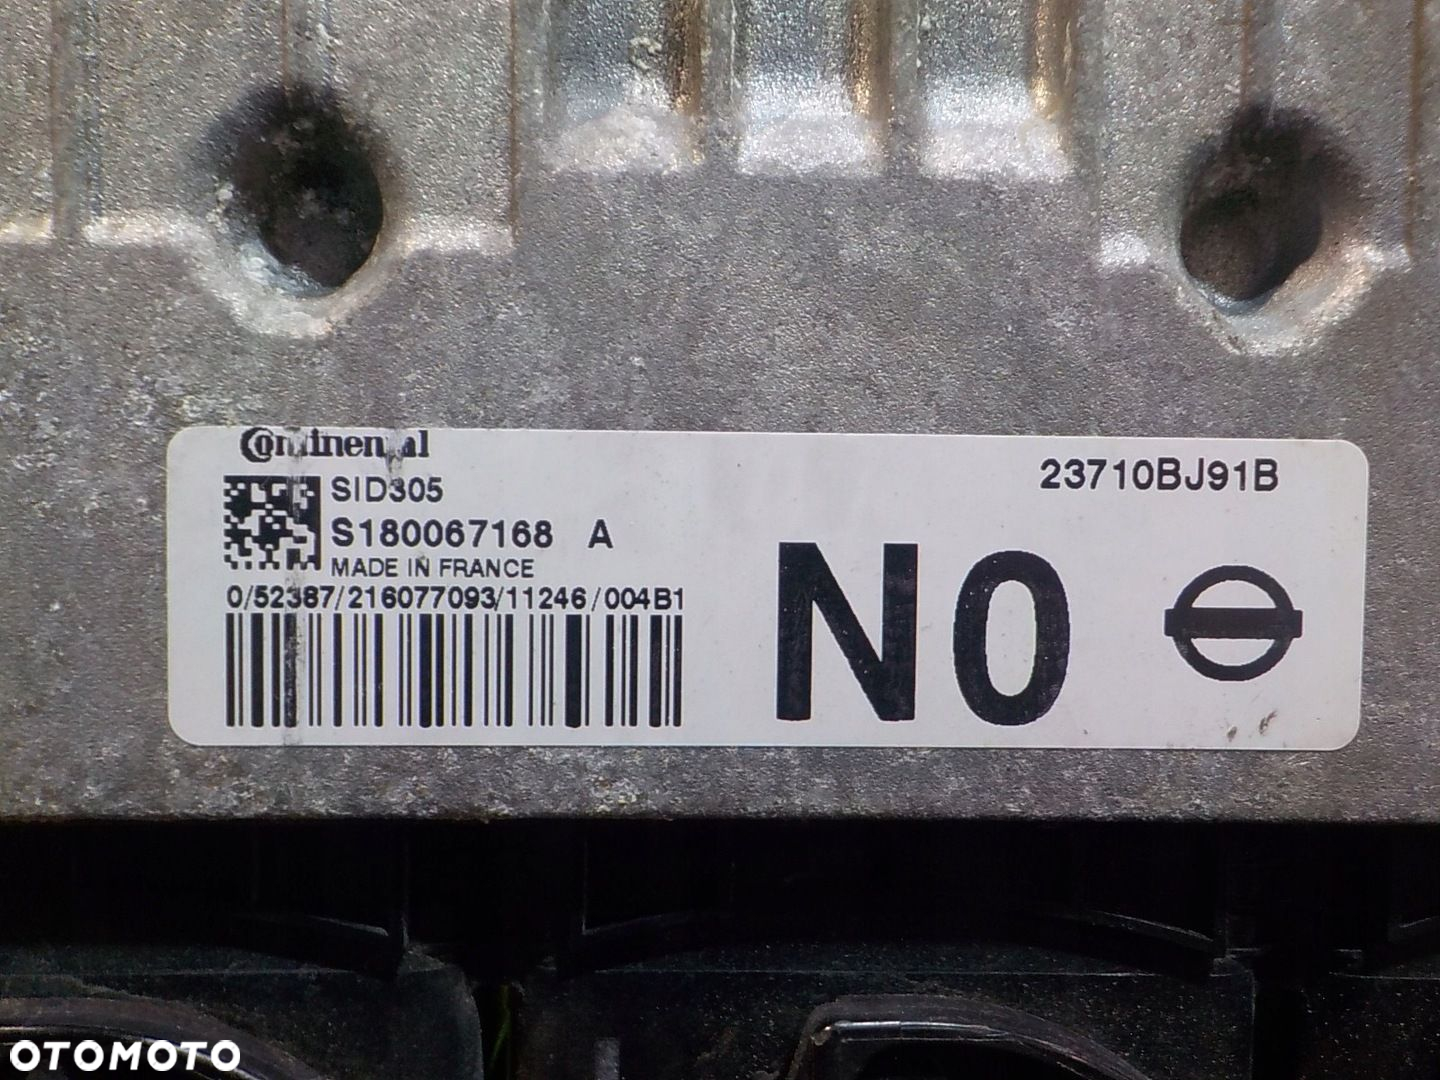 Continental
SID305
23710BJ91B
S180067168 A
MADE IN FRANCE
0/52387/216077093/11246/004B1
N0
OTOMOTO